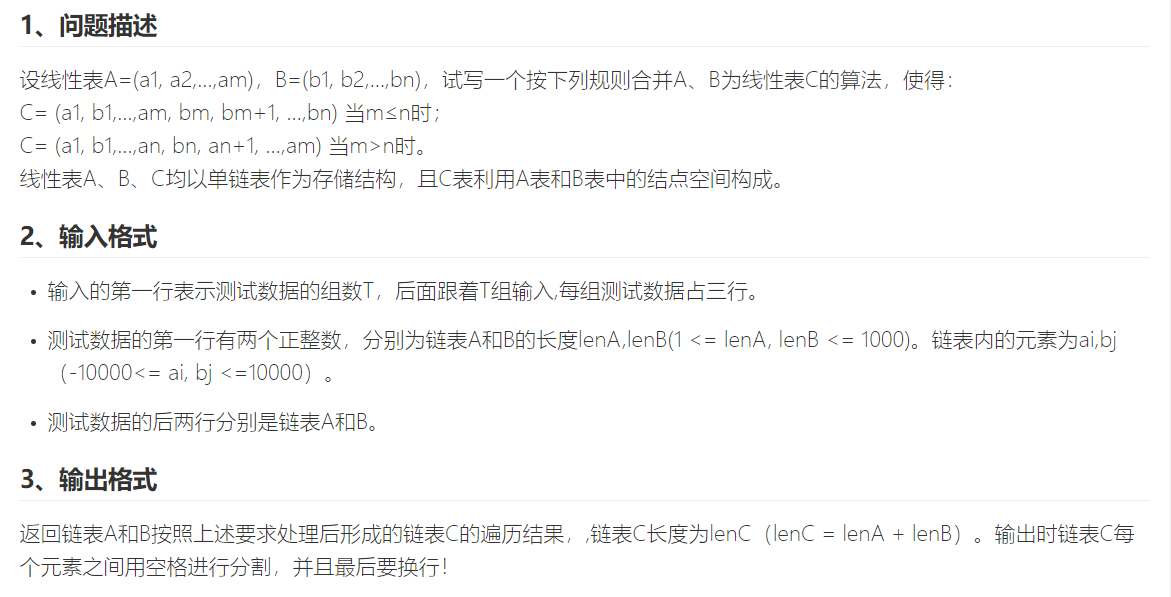 1、问题描述
设线性表A=(a1, a2,...,am)，B=(b1, b2,...,bn)，试写一个按下列规则合并A、B为线性表C的算法，使得：
C= (a1, b1,...,am, bm, bm+1, ...,bn) 当m≤n时；
C= (a1, b1,...,an, bn, an+1, ...,am) 当m>n时。
线性表A、B、C均以单链表作为存储结构，且C表利用A表和B表中的结点空间构成。
2、输入格式
• 输入的第一行表示测试数据的组数T，后面跟着T组输入,每组测试数据占三行。
• 测试数据的第一行有两个正整数，分别为链表A和B的长度lenA,lenB(1 <= lenA, lenB <= 1000)。链表内的元素为ai,bj
（-10000<= ai, bj <=10000）。
• 测试数据的后两行分别是链表A和B。
3、输出格式
返回链表A和B按照上述要求处理后形成的链表C的遍历结果，,链表C长度为lenC（lenC = lenA + lenB）。输出时链表C每
个元素之间用空格进行分割，并且最后要换行！